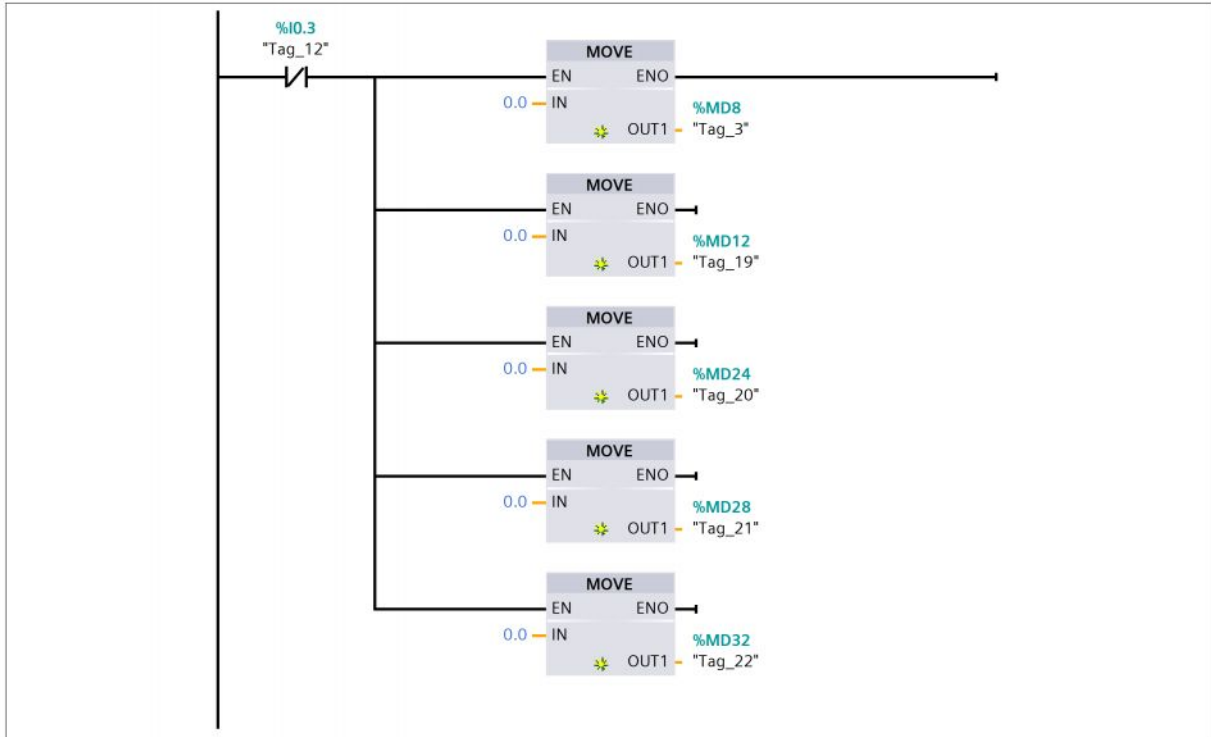 %I0.3
"Tag_12"
MOVE
EN ENO
0.0 IN
%MD8
OUT1 "Tag_3"
MOVE
EN ENO
0.0 IN
%MD12
OUT1 "Tag_19"
MOVE
EN ENO
0.0 IN
%MD24
OUT1 "Tag_20"
MOVE
EN ENO
0.0 IN
%MD28
OUT1 "Tag_21"
MOVE
EN ENO
0.0 IN
%MD32
OUT1 "Tag_22"